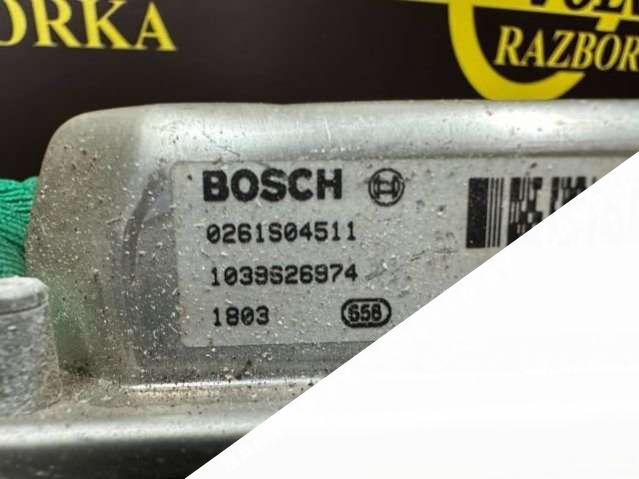 ORKA
RAZBOR
BOSCH
0261S04511
1039S26974
1803 658